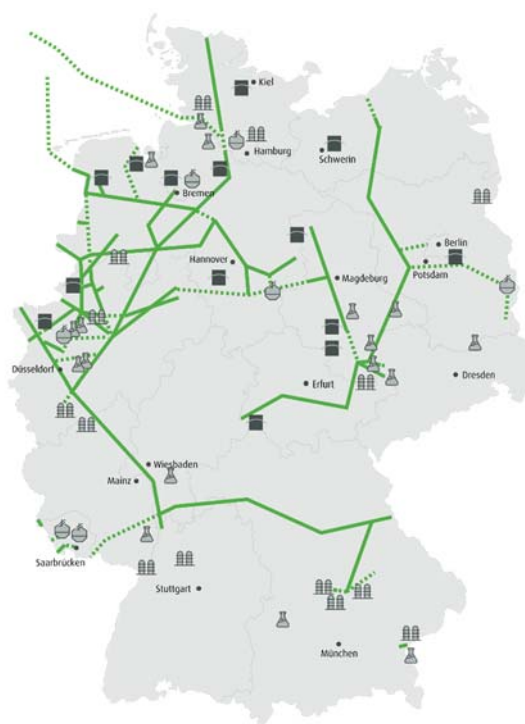 Kiel
Schwerin
Hamburg
Bremen
Berlin
Potsdam
Hannover
Magdeburg
Düsseldorf
Erfurt
Dresden
Wiesbaden
Mainz
Saarbrücken
Stuttgart
München